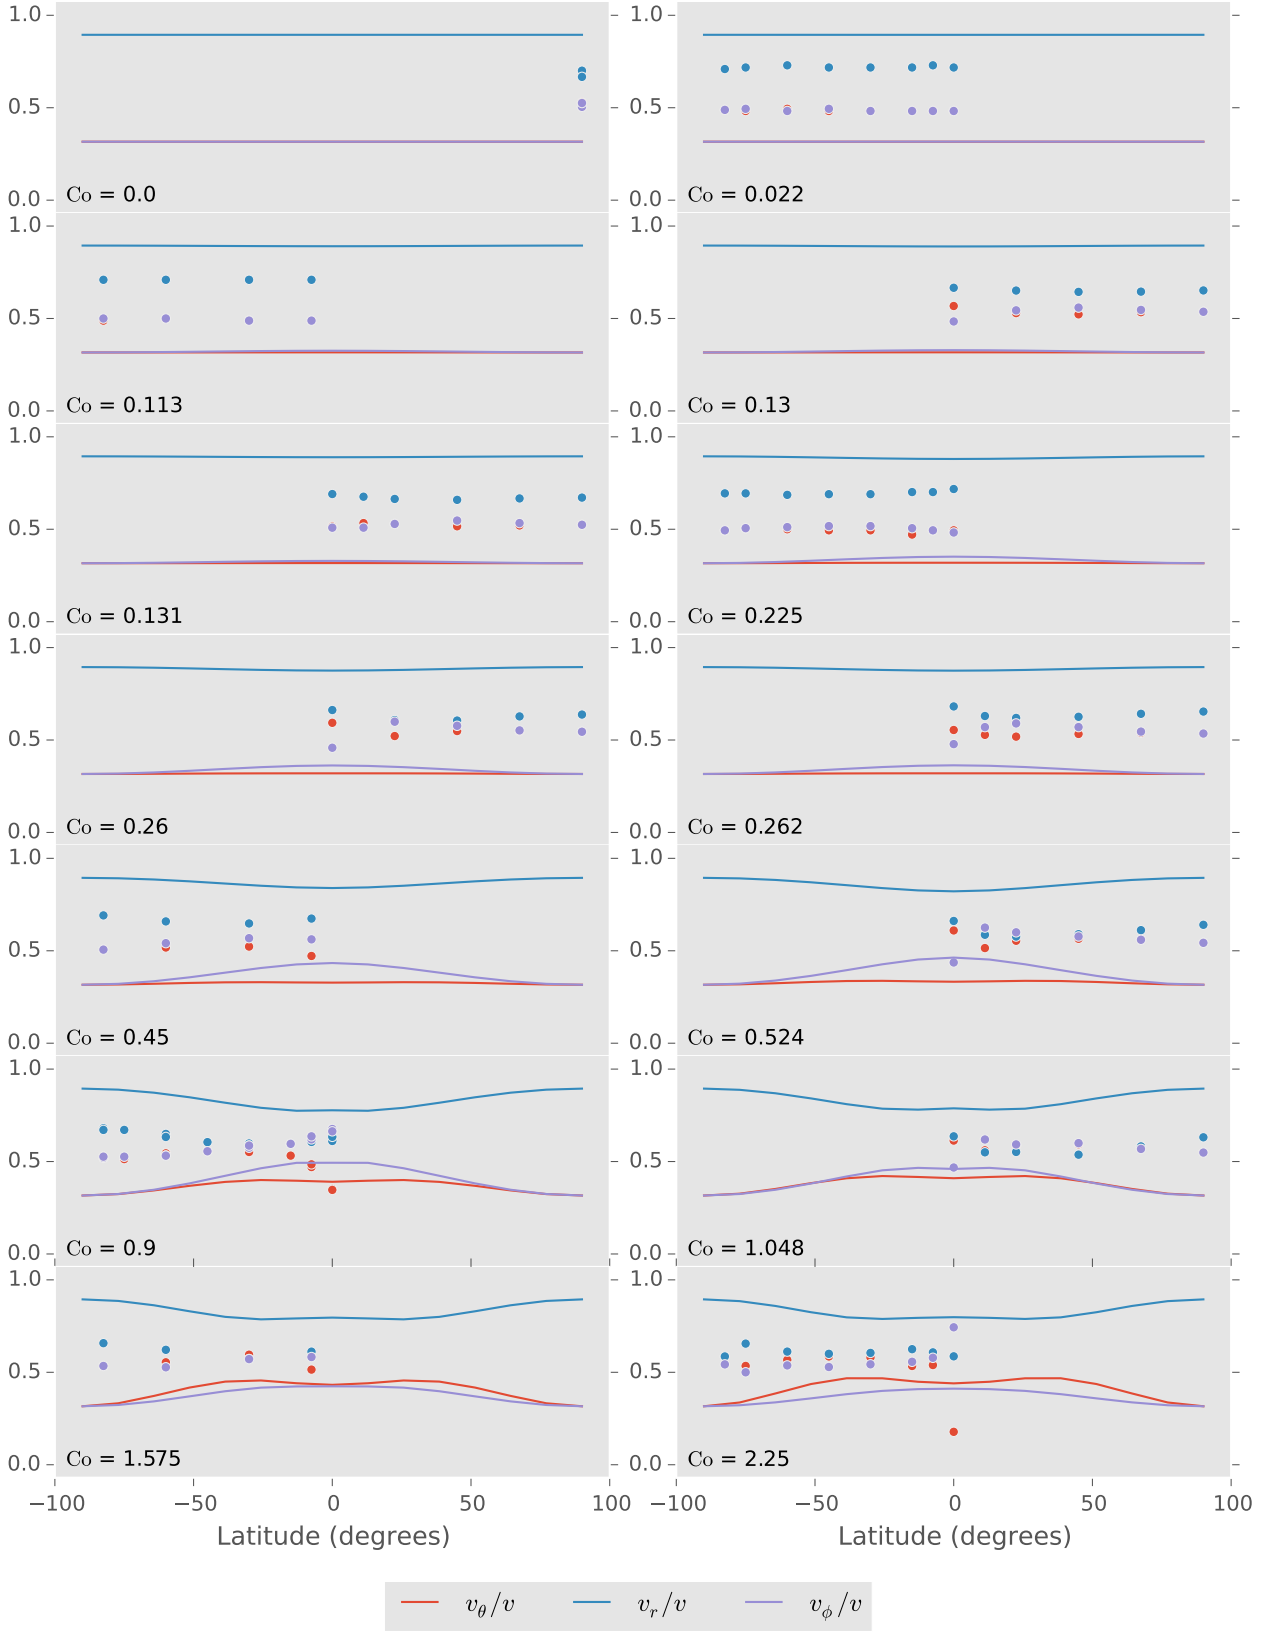 1.0 1.0
0.5 0.5
Co = 0.0 Co = 0.022
0.0 0.0
1.0 1.0
0.5 0.5
Co = 0.113 Co = 0.13
0.0 0.0
1.0 1.0
0.5 0.5
Co = 0.131 Co = 0.225
0.0 0.0
1.0 1.0
0.5 0.5
Co = 0.26 Co = 0.262
0.0 0.0
1.0 1.0
0.5 0.5
Co = 0.45 Co = 0.524
0.0 0.0
1.0 1.0
0.5 0.5
Co = 0.9 Co = 1.048
0.0 0.0
1.0 1.0
0.5 0.5
Co = 1.575 Co = 2.25
0.0 0.0
−100 −50 0 50 100 −100 −50 0 50 100
Latitude (degrees) Latitude (degrees)
v_θ/v v_r/v v_ϕ/v